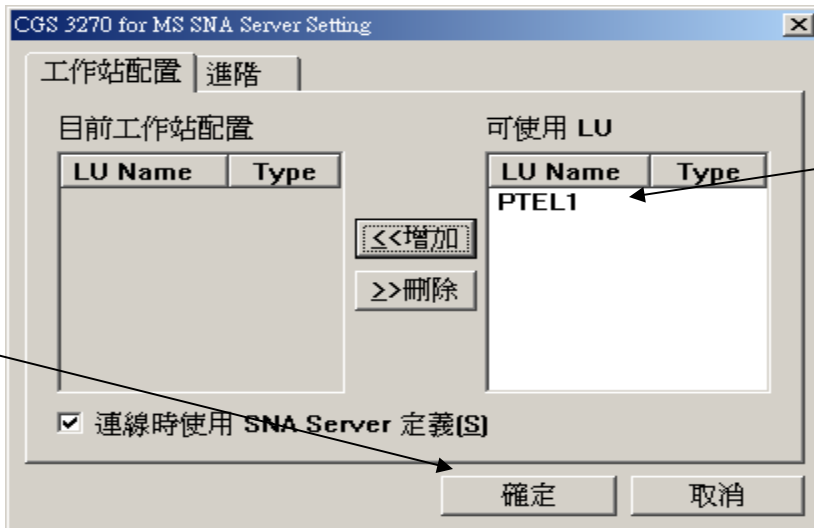 CGS 3270 for MS SNA Server Setting
工作站配置 進階
目前工作站配置 可使用 LU
LU Name Type LU Name Type
PTEL1
<<增加
>>刪除
連線時使用 SNA Server 定義(S)
確定 取消